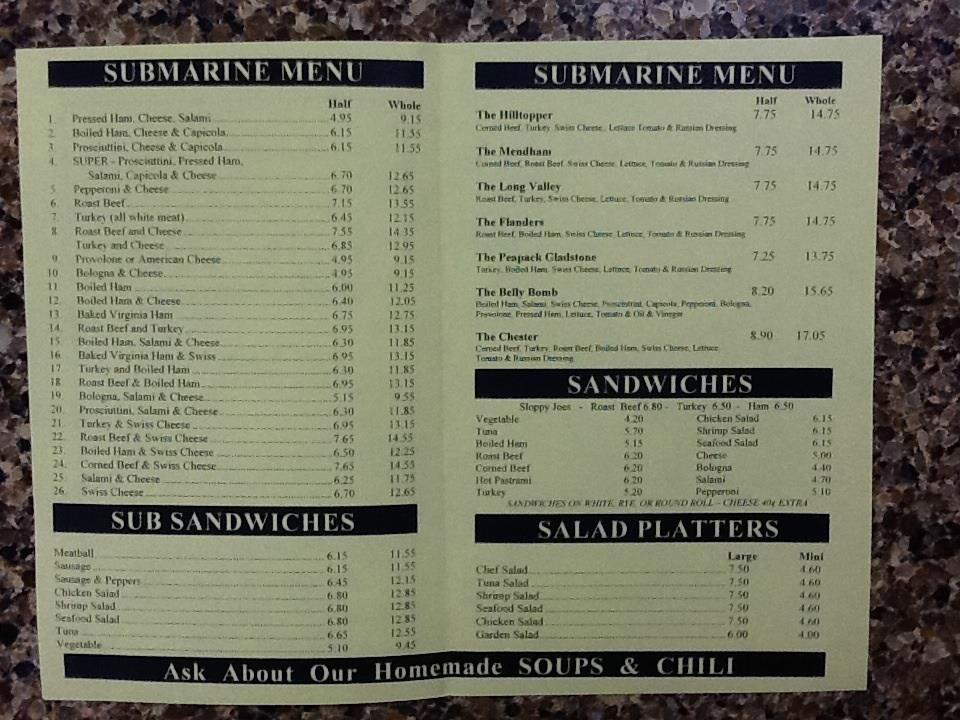 SUBMARINE MENU
Half Whole
1. Pressed Ham, Cheese, Salami 4.95 9.15
2. Boiled Ham, Cheese & Capicola 6.15 11.55
3. Prosciuttini, Cheese & Capicola 6.15 11.55
4. SUPER - Prosciuttini, Pressed Ham,
Salami, Capicola & Cheese 6.70 12.65
5. Pepperoni & Cheese 6.70 12.65
6. Roast Beef 7.15 13.55
7. Turkey (all white meat) 6.45 12.15
8. Roast Beef and Cheese 7.55 14.35
Turkey and Cheese 6.85 12.95
9. Provolone or American Cheese 4.95 9.15
10. Bologna & Cheese 4.95 9.15
11. Boiled Ham 6.00 11.25
12. Boiled Ham & Cheese 6.40 12.05
13. Baked Virginia Ham 6.75 12.75
14. Roast Beef and Turkey 6.95 13.15
15. Boiled Ham, Salami & Cheese 6.30 11.85
16. Baked Virginia Ham & Swiss 6.95 13.15
17. Turkey and Boiled Ham 6.30 11.85
18. Roast Beef & Boiled Ham 6.95 13.15
19. Bologna, Salami & Cheese 5.15 9.55
20. Prosciuttini, Salami & Cheese 6.30 11.85
21. Turkey & Swiss Cheese 6.95 13.15
22. Roast Beef & Swiss Cheese 7.65 14.55
23. Boiled Ham & Swiss Cheese 6.50 12.25
24. Corned Beef & Swiss Cheese 7.65 14.55
25. Salami & Cheese 6.25 11.75
26. Swiss Cheese 6.70 12.65
SUB SANDWICHES
Meatball 6.15 11.55
Sausage 6.15 11.55
Sausage & Peppers 6.45 12.15
Chicken Salad 6.80 12.85
Shrimp Salad 6.80 12.85
Seafood Salad 6.80 12.85
Tuna 6.65 12.55
Vegetable 5.10 9.45
SUBMARINE MENU
Half Whole
The Hilltopper 7.75 14.75
Corned Beef, Turkey, Swiss Cheese, Lettuce Tomato & Russian Dressing
The Mendham 7.75 14.75
Corned Beef, Roast Beef, Swiss Cheese, Lettuce, Tomato & Russian Dressing
The Long Valley 7.75 14.75
Roast Beef, Turkey, Swiss Cheese, Lettuce, Tomato & Russian Dressing
The Flanders 7.75 14.75
Roast Beef, Boiled Ham, Swiss Cheese, Lettuce, Tomato & Russian Dressing
The Peapack Gladstone 7.25 13.75
Turkey, Boiled Ham, Swiss Cheese, Lettuce, Tomato & Russian Dressing
The Belly Bomb 8.20 15.65
Boiled Ham, Salami, Swiss Cheese, Capicola, Pepperoni, Bologna,
Provolone, Pressed Ham, Lettuce, Tomato & Oil & Vinegar
The Chester 8.90 17.05
Corned Beef, Turkey, Roast Beef, Boiled Ham, Swiss Cheese, Lettuce,
Tomato & Russian Dressing
SANDWICHES
Sloppy Joes - Roast Beef 6.80 - Turkey 6.50 - Ham 6.50
Vegetable 4.20 Chicken Salad 6.15
Tuna 5.70 Shrimp Salad 6.15
Boiled Ham 5.15 Seafood Salad 6.15
Roast Beef 6.20 Cheese 5.00
Corned Beef 6.20 Bologna 4.40
Hot Pastrami 6.20 Salami 4.70
Turkey 5.20 Pepperoni 5.10
SANDWICHES ON WHITE, RYE, OR ROUND ROLL - CHEESE 40¢ EXTRA
SALAD PLATTERS
Large Mini
Chef Salad 7.50 4.60
Tuna Salad 7.50 4.60
Shrimp Salad 7.50 4.60
Seafood Salad 7.50 4.60
Chicken Salad 7.50 4.60
Garden Salad 6.00 4.00
Ask About Our Homemade SOUPS & CHILI